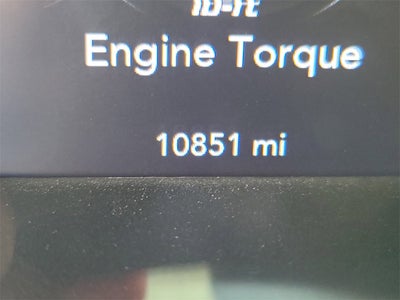 lb-ft
Engine Torque
10851 mi